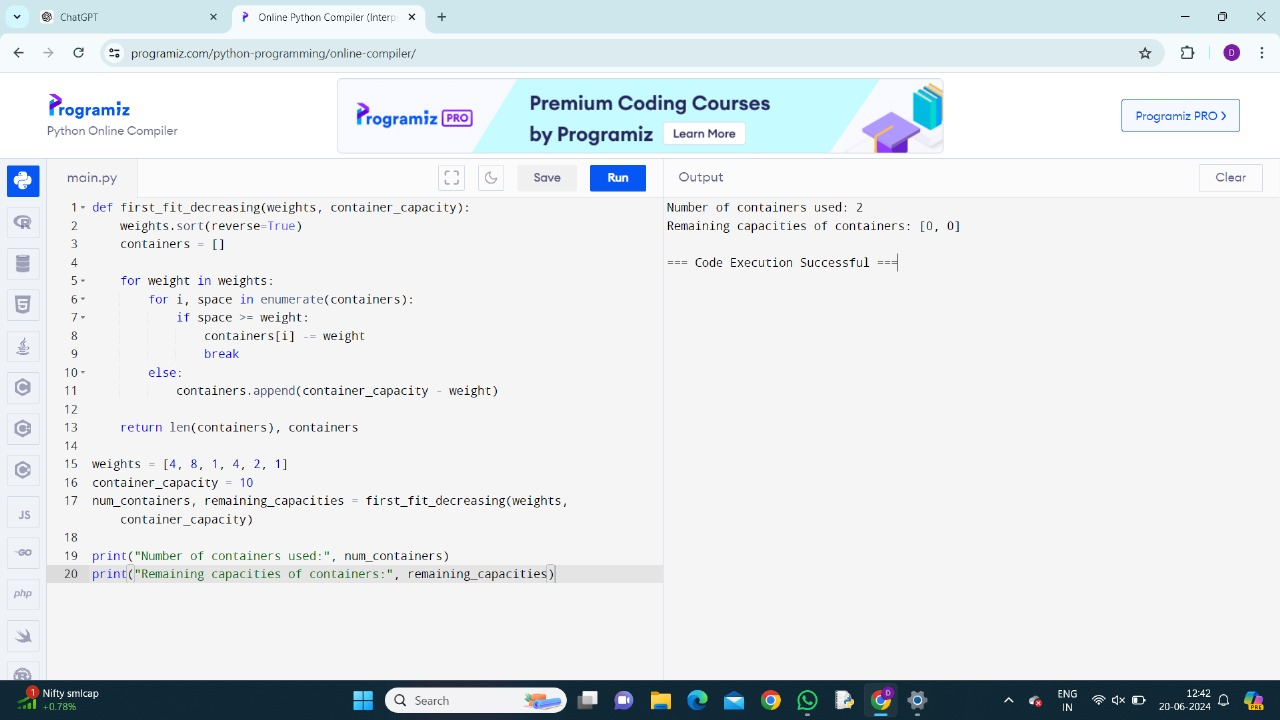 ChatGPT
Online Python Compiler (Interp
programiz.com/python-programming/online-compiler/
D
Programiz
Python Online Compiler
Programiz PRO
Premium Coding Courses
by Programiz
Learn More
Programiz PRO
main.py
Save
Run
Output
Clear
1 def first_fit_decreasing(weights, container_capacity):
2 weights.sort(reverse=True)
3 containers = []
4
5 for weight in weights:
6 for i, space in enumerate(containers):
7 if space >= weight:
8 containers[i] -= weight
9 break
10 else:
11 containers.append(container_capacity - weight)
12
13 return len(containers), containers
14
15 weights = [4, 8, 1, 4, 2, 1]
16 container_capacity = 10
17 num_containers, remaining_capacities = first_fit_decreasing(weights,
container_capacity)
18
19 print("Number of containers used:", num_containers)
20 print("Remaining capacities of containers:", remaining_capacities)
Number of containers used: 2
Remaining capacities of containers: [0, 0]
=== Code Execution Successful ===
JS
GO
php
1
Nifty smlcap
+0.78%
Search
D
ENG
IN
12:42
20-06-2024
PRE